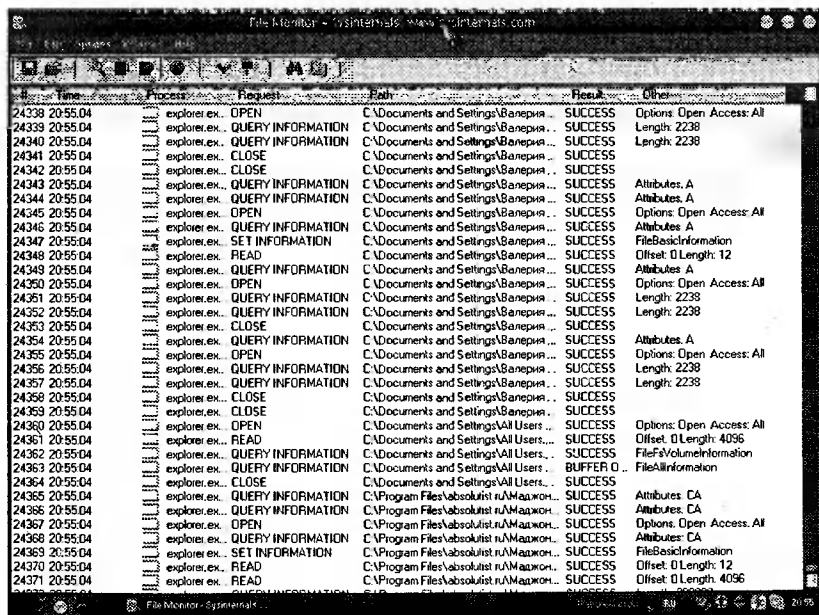 File Monitor - Sysinternals: www.sysinternals.com
# Time Process Request Path Result Other
24338 20:55:04 explorer.ex... OPEN C:\Documents and Settings\Валерия... SUCCESS Options: Open Access: All
24339 20:55:04 explorer.ex... QUERY INFORMATION C:\Documents and Settings\Валерия... SUCCESS Length: 2238
24340 20:55:04 explorer.ex... QUERY INFORMATION C:\Documents and Settings\Валерия... SUCCESS Length: 2238
24341 20:55:04 explorer.ex... CLOSE C:\Documents and Settings\Валерия... SUCCESS
24342 20:55:04 explorer.ex... CLOSE C:\Documents and Settings\Валерия... SUCCESS
24343 20:55:04 explorer.ex... QUERY INFORMATION C:\Documents and Settings\Валерия... SUCCESS Attributes: A
24344 20:55:04 explorer.ex... QUERY INFORMATION C:\Documents and Settings\Валерия... SUCCESS Attributes: A
24345 20:55:04 explorer.ex... OPEN C:\Documents and Settings\Валерия... SUCCESS Options: Open Access: All
24346 20:55:04 explorer.ex... QUERY INFORMATION C:\Documents and Settings\Валерия... SUCCESS Attributes: A
24347 20:55:04 explorer.ex... SET INFORMATION C:\Documents and Settings\Валерия... SUCCESS FileBasicInformation
24348 20:55:04 explorer.ex... READ C:\Documents and Settings\Валерия... SUCCESS Offset: 0 Length: 12
24349 20:55:04 explorer.ex... QUERY INFORMATION C:\Documents and Settings\Валерия... SUCCESS Attributes: A
24350 20:55:04 explorer.ex... OPEN C:\Documents and Settings\Валерия... SUCCESS Options: Open Access: All
24351 20:55:04 explorer.ex... QUERY INFORMATION C:\Documents and Settings\Валерия... SUCCESS Length: 2238
24352 20:55:04 explorer.ex... QUERY INFORMATION C:\Documents and Settings\Валерия... SUCCESS Length: 2238
24353 20:55:04 explorer.ex... CLOSE C:\Documents and Settings\Валерия... SUCCESS
24354 20:55:04 explorer.ex... QUERY INFORMATION C:\Documents and Settings\Валерия... SUCCESS Attributes: A
24355 20:55:04 explorer.ex... OPEN C:\Documents and Settings\Валерия... SUCCESS Options: Open Access: All
24356 20:55:04 explorer.ex... QUERY INFORMATION C:\Documents and Settings\Валерия... SUCCESS Length: 2238
24357 20:55:04 explorer.ex... QUERY INFORMATION C:\Documents and Settings\Валерия... SUCCESS Length: 2238
24358 20:55:04 explorer.ex... CLOSE C:\Documents and Settings\Валерия... SUCCESS
24359 20:55:04 explorer.ex... CLOSE C:\Documents and Settings\Валерия... SUCCESS
24360 20:55:04 explorer.ex... OPEN C:\Documents and Settings\All Users... SUCCESS Options: Open Access: All
24361 20:55:04 explorer.ex... READ C:\Documents and Settings\All Users... SUCCESS Offset: 0 Length: 4096
24362 20:55:04 explorer.ex... QUERY INFORMATION C:\Documents and Settings\All Users... SUCCESS FileFsVolumeInformation
24363 20:55:04 explorer.ex... QUERY INFORMATION C:\Documents and Settings\All Users... BUFFER O... FileAllInformation
24364 20:55:04 explorer.ex... CLOSE C:\Documents and Settings\All Users... SUCCESS
24365 20:55:04 explorer.ex... QUERY INFORMATION C:\Program Files\absolutist.ru\Маджон... SUCCESS Attributes: CA
24366 20:55:04 explorer.ex... QUERY INFORMATION C:\Program Files\absolutist.ru\Маджон... SUCCESS Attributes: CA
24367 20:55:04 explorer.ex... OPEN C:\Program Files\absolutist.ru\Маджон... SUCCESS Options: Open Access: All
24368 20:55:04 explorer.ex... QUERY INFORMATION C:\Program Files\absolutist.ru\Маджон... SUCCESS Attributes: CA
24369 20:55:04 explorer.ex... SET INFORMATION C:\Program Files\absolutist.ru\Маджон... SUCCESS FileBasicInformation
24370 20:55:04 explorer.ex... READ C:\Program Files\absolutist.ru\Маджон... SUCCESS Offset: 0 Length: 12
24371 20:55:04 explorer.ex... READ C:\Program Files\absolutist.ru\Маджон... SUCCESS Offset: 0 Length: 4096
File Monitor - Sysinternals... RU 20:55